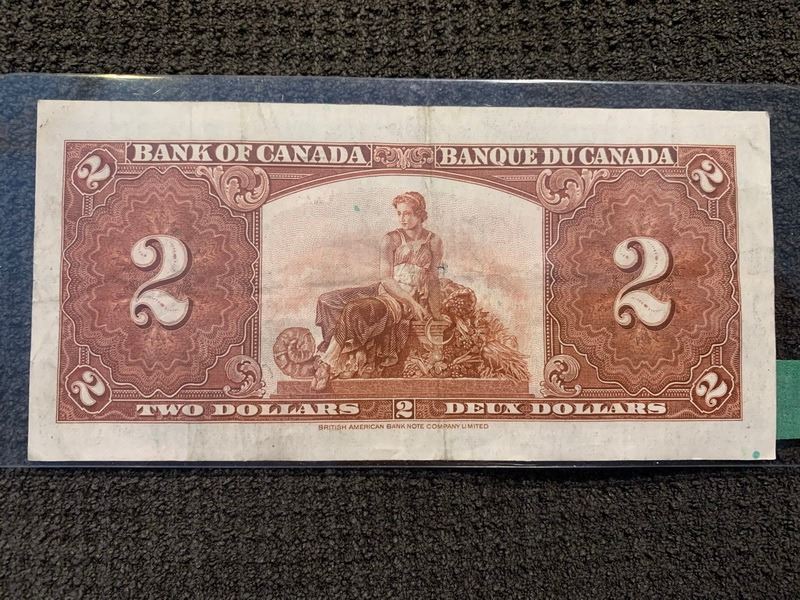 2 BANK OF CANADA BANQUE DU CANADA 2
2 2
2 TWO DOLLARS 2 DEUX DOLLARS 2
BRITISH AMERICAN BANK NOTE COMPANY LIMITED